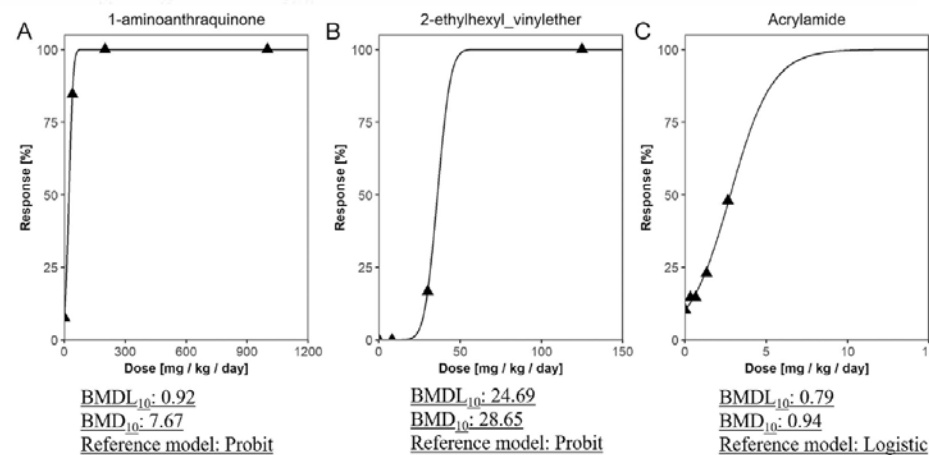 1-aminoanthraquinone
2-ethylhexyl_vinylether
Acrylamide
A
B
C
100
75
50
25
0
Response [%]
0
300
600
900
1200
Dose [mg / kg / day]
100
75
50
25
0
Response [%]
0
50
100
150
Dose [mg / kg / day]
100
75
50
25
0
Response [%]
0
5
10
Dose [mg / kg / day]
BMDL10: 0.92
BMD10: 7.67
Reference model: Probit
BMDL10: 24.69
BMD10: 28.65
Reference model: Probit
BMDL10: 0.79
BMD10: 0.94
Reference model: Logistic